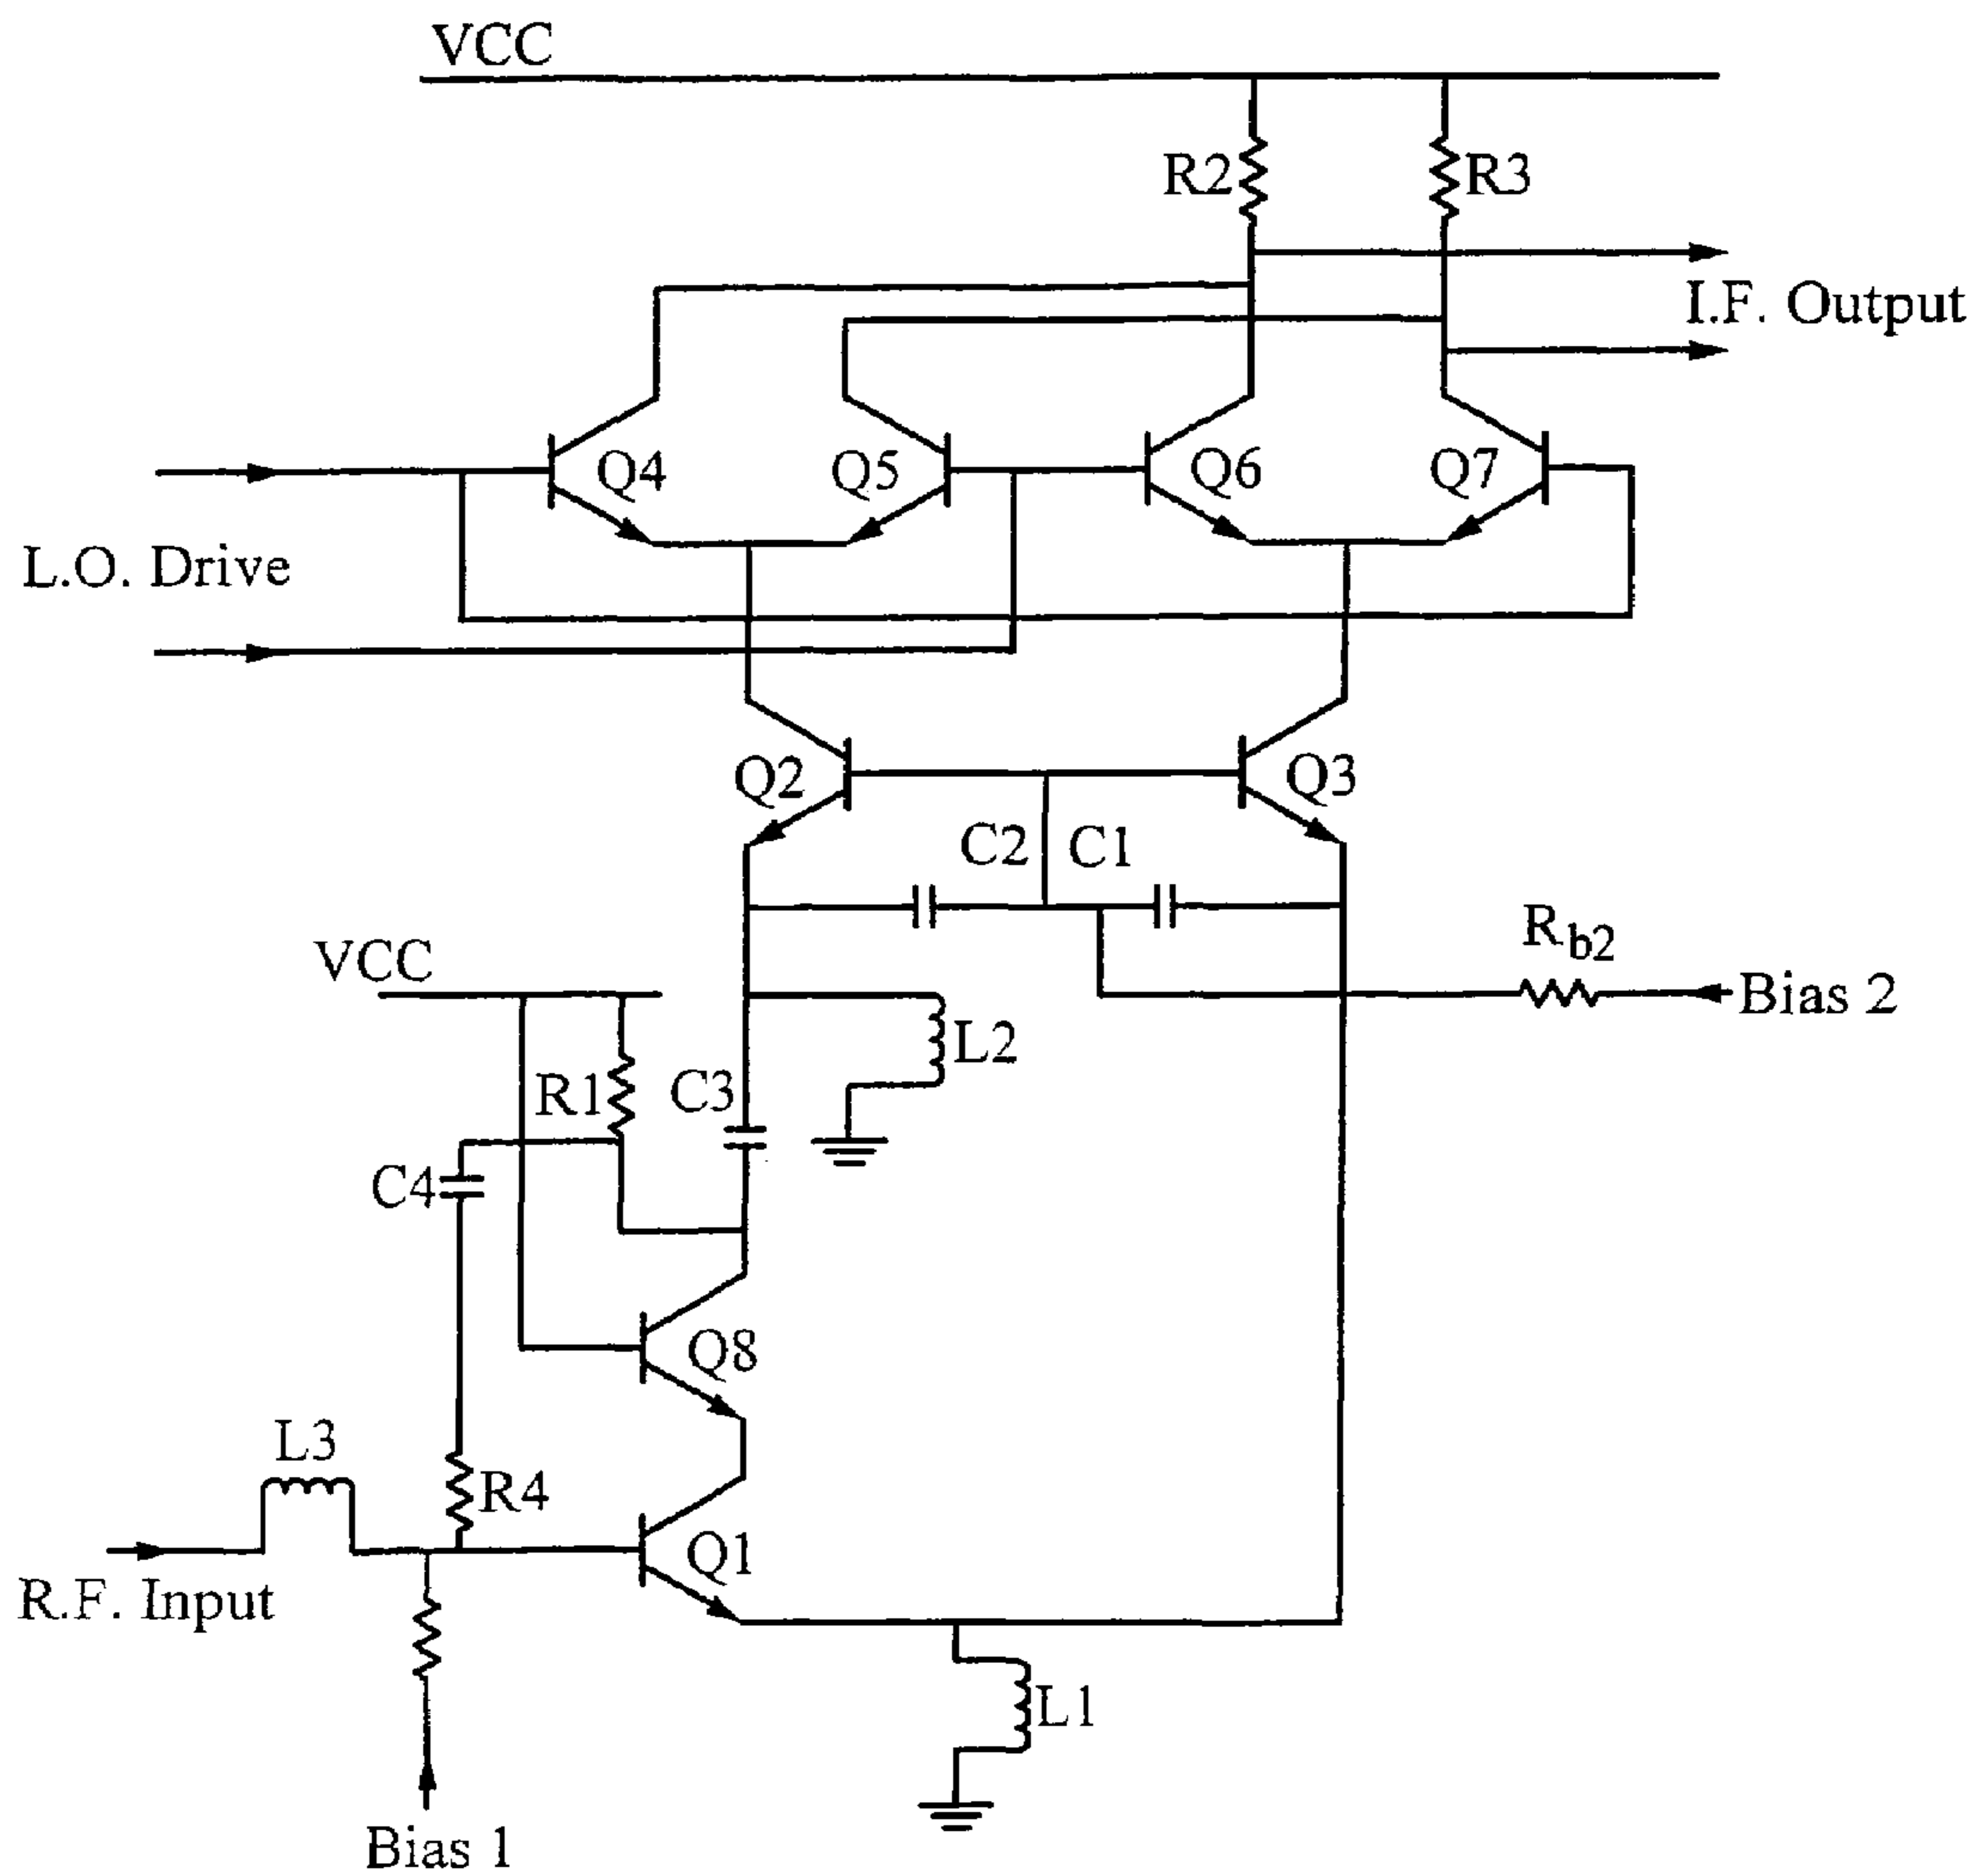 VCC
R2
R3
I.F. Output
Q4
Q5
Q6
Q7
L.O. Drive
Q2
Q3
C2
C1
Rb2
VCC
Bias 2
L2
R1
C3
C4
Q8
L3
R4
Q1
R.F. Input
L1
Bias 1